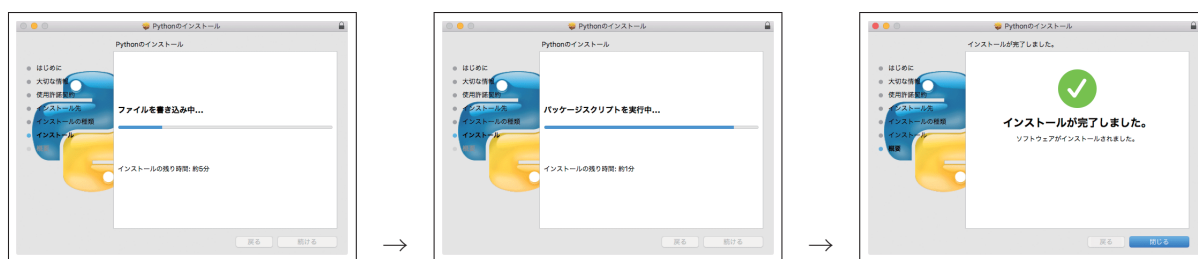 Pythonのインストール
Pythonのインストール
はじめに
大切な情報
使用許諾契約
インストール先
インストールの種類
インストール
概要
ファイルを書き込み中...
インストールの残り時間: 約5分
戻る
続ける
→
Pythonのインストール
Pythonのインストール
はじめに
大切な情報
使用許諾契約
インストール先
インストールの種類
インストール
概要
パッケージスクリプトを実行中...
インストールの残り時間: 約1分
戻る
続ける
→
Pythonのインストール
インストールが完了しました。
はじめに
大切な情報
使用許諾契約
インストール先
インストールの種類
インストール
概要
インストールが完了しました。
ソフトウェアがインストールされました。
戻る
閉じる